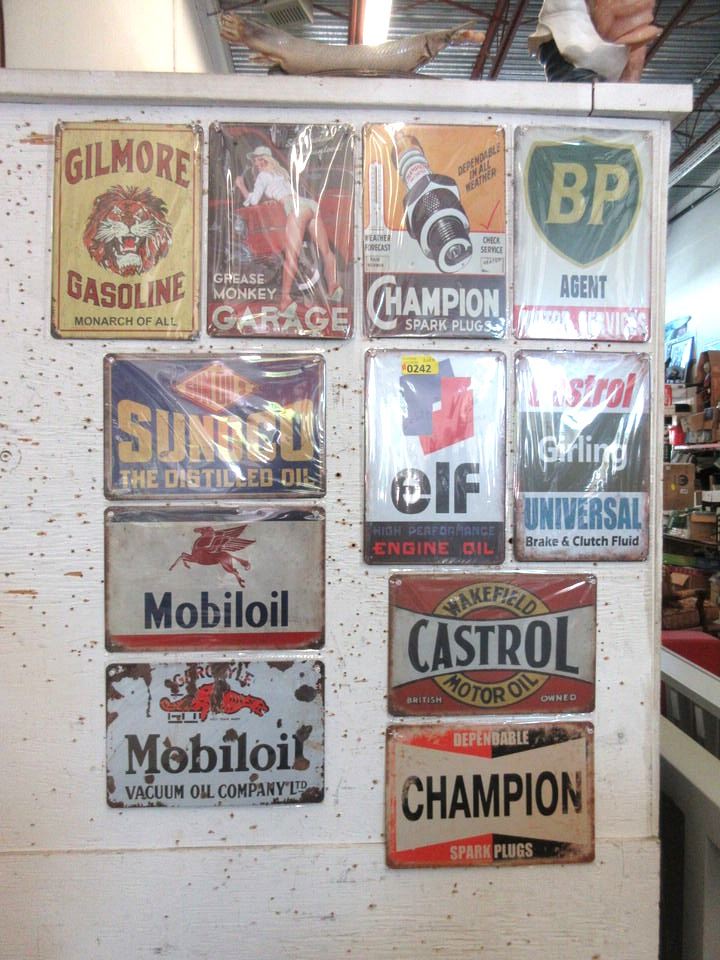 GILMORE
GASOLINE
MONARCH OF ALL
GREASE
MONKEY
GARAGE
DEPENDABLE
IN ALL
WEATHER
WEATHER
FORECAST
CHECK
SERVICE
CHAMPION
SPARK PLUGS
BP
AGENT
SUNOCO
THE DISTILLED OIL
0242
elf
HIGH PERFORMANCE
ENGINE OIL
Castrol
Girling
UNIVERSAL
Brake & Clutch Fluid
Mobiloil
WAKEFIELD
CASTROL
MOTOR OIL
BRITISH OWNED
GARGOYLE
Mobiloil
VACUUM OIL COMPANY LTD
DEPENDABLE
CHAMPION
SPARK PLUGS